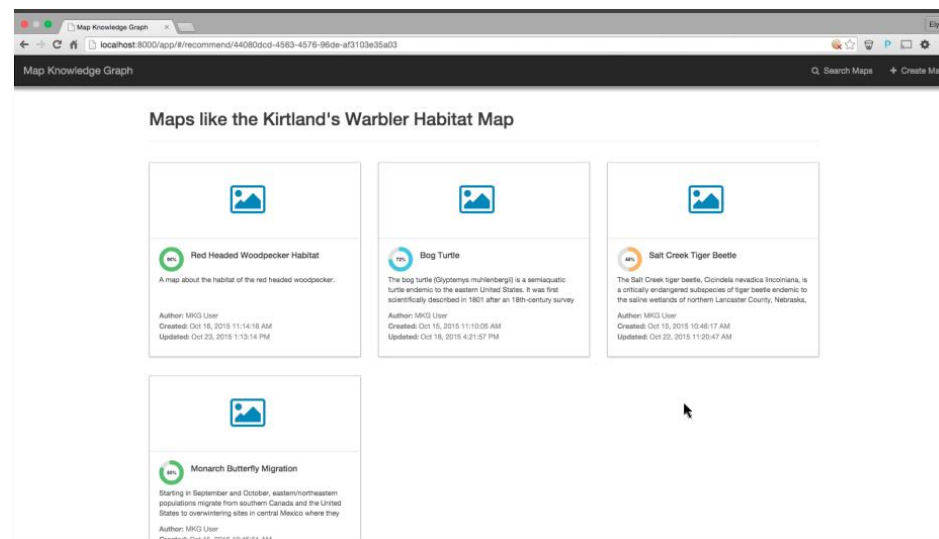 Map Knowledge Graph
Ely
localhost:8000/app/#/recommend/44080dcd-4563-4576-96de-af3103e35a03
Map Knowledge Graph
Search Maps
+ Create Ma
Maps like the Kirtland's Warbler Habitat Map
Red Headed Woodpecker Habitat
A map about the habitat of the red headed woodpecker.
Author: MKG User
Created: Oct 16, 2015 11:14:16 AM
Updated: Oct 23, 2015 1:13:14 PM
72%
Bog Turtle
The bog turtle (Glyptemys muhlenbergii) is a semiaquatic
turtle endemic to the eastern United States. It was first
scientifically described in 1801 after an 18th-century survey
Author: MKG User
Created: Oct 15, 2015 11:10:05 AM
Updated: Oct 16, 2015 4:21:57 PM
Salt Creek Tiger Beetle
The Salt Creek tiger beetle, Cicindela nevadica lincolniana, is
a critically endangered subspecies of tiger beetle endemic to
the saline wetlands of northern Lancaster County, Nebraska,
Author: MKG User
Created: Oct 15, 2015 10:46:17 AM
Updated: Oct 22, 2015 11:20:47 AM
Monarch Butterfly Migration
Starting in September and October, eastern/northeastern
populations migrate from southern Canada and the United
States to overwintering sites in central Mexico where they
Author: MKG User